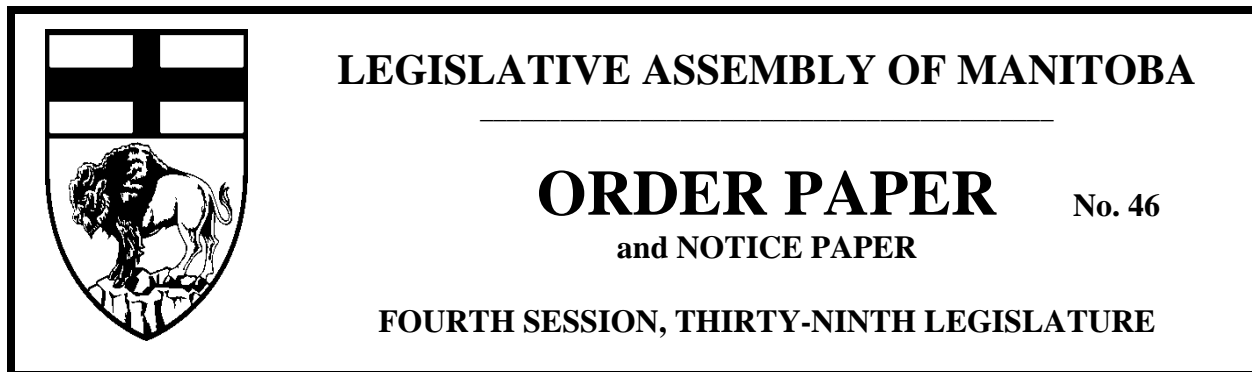 LEGISLATIVE ASSEMBLY OF MANITOBA
ORDER PAPER No. 46
and NOTICE PAPER
FOURTH SESSION, THIRTY-NINTH LEGISLATURE